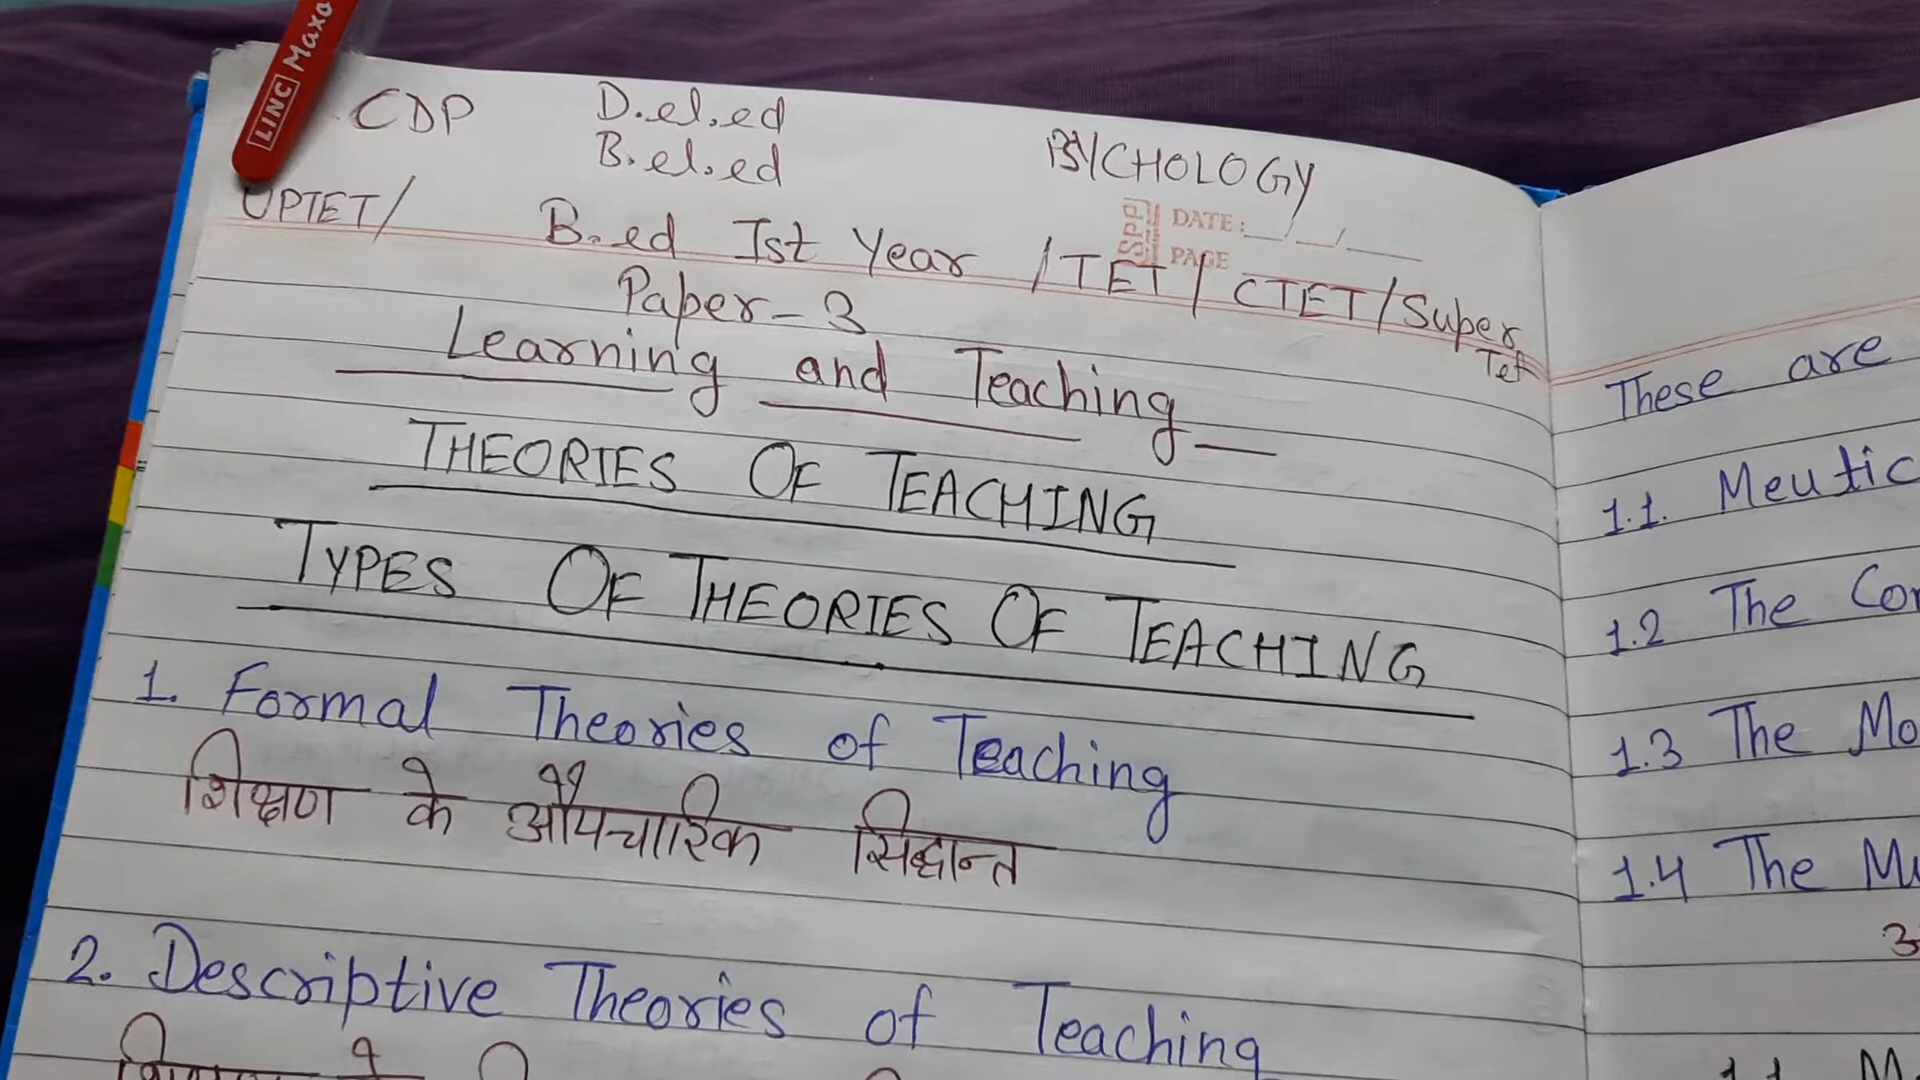 LINC Maxo
CDP
D.el.ed
B.el.ed
PSYCHOLOGY
DATE: __/__/____
PAGE
UPTET/
B.ed Ist Year /TET/ CTET/Super Tet
Paper-3
Learning and Teaching
THEORIES OF TEACHING
TYPES OF THEORIES OF TEACHING
1. Formal Theories of Teaching
शिक्षण के औपचारिक सिद्धान्त
2. Descriptive Theories of Teaching
These are
1.1. Meutic
1.2 The
1.3 The
1.4 The